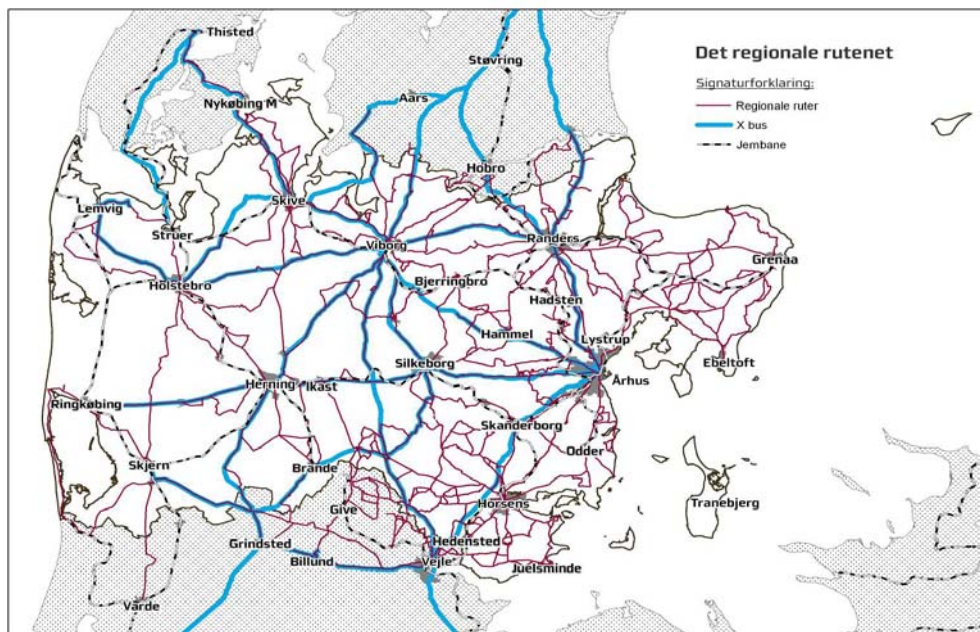 Det regionale rutenet
Signaturforklaring:
Regionale ruter
X bus
Jernbane
Thisted
Støvring
Nykøbing M
Aars
Hobro
Lemvig
Skive
Struer
Viborg
Randers
Grenaa
Holstebro
Bjerringbro
Hadsten
Hammel
Lystrup
Ebeltoft
Silkeborg
Herning
Ikast
Århus
Ringkøbing
Skanderborg
Odder
Skjern
Brande
Tranebjerg
Give
Horsens
Grindsted
Hedensted
Billund
Vejle
Juelsminde
Varde